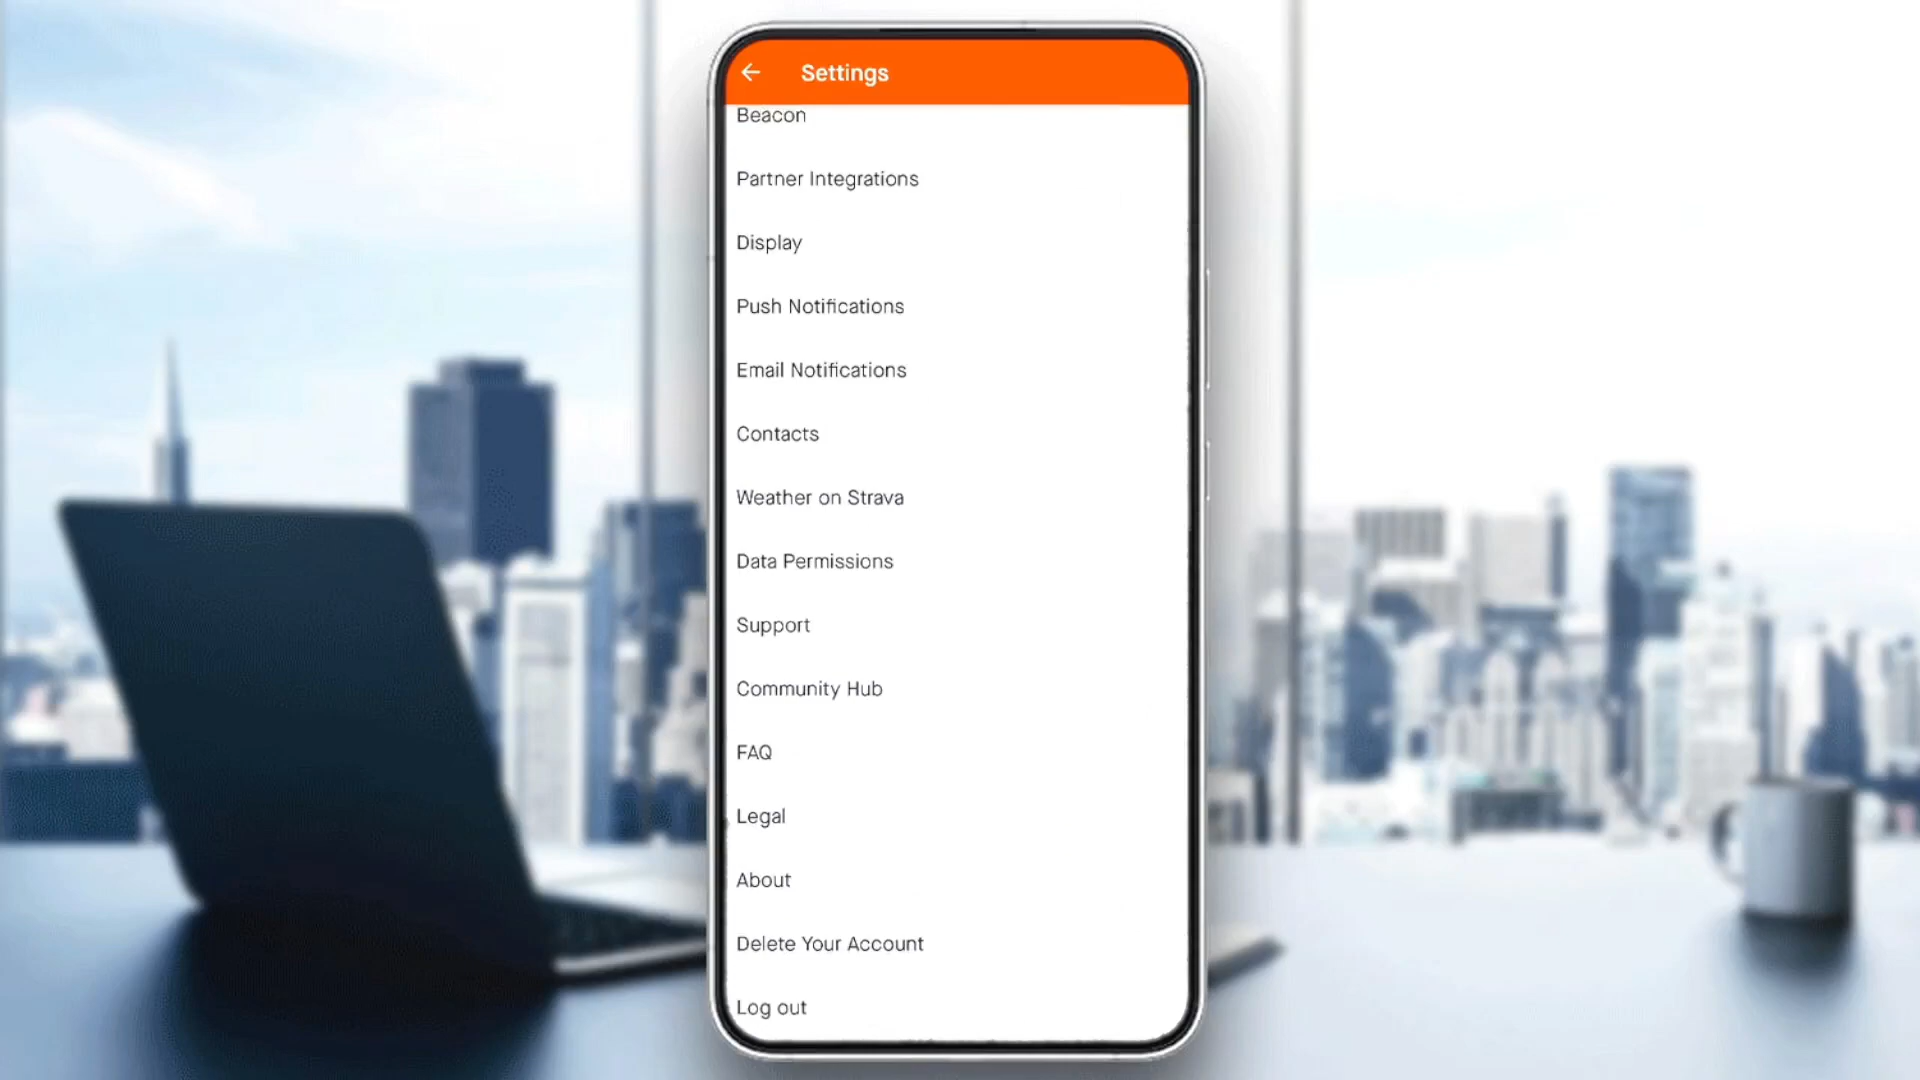 Settings
Beacon
Partner Integrations
Display
Push Notifications
Email Notifications
Contacts
Weather on Strava
Data Permissions
Support
Community Hub
FAQ
Legal
About
Delete Your Account
Log out